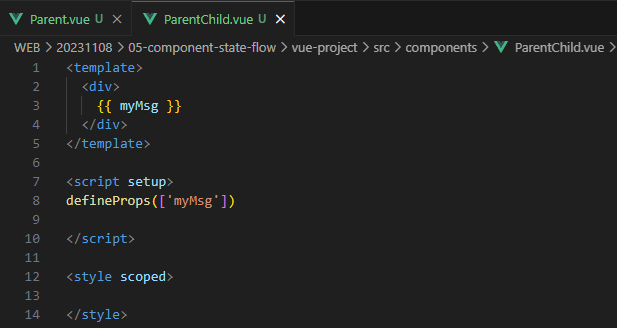 Parent.vue U
ParentChild.vue U ×
WEB > 20231108 > 05-component-state-flow > vue-project > src > components > ParentChild.vue >
1 <template>
2 <div>
3 {{ myMsg }}
4 </div>
5 </template>
6
7 <script setup>
8 defineProps(['myMsg'])
9
10 </script>
11
12 <style scoped>
13
14 </style>